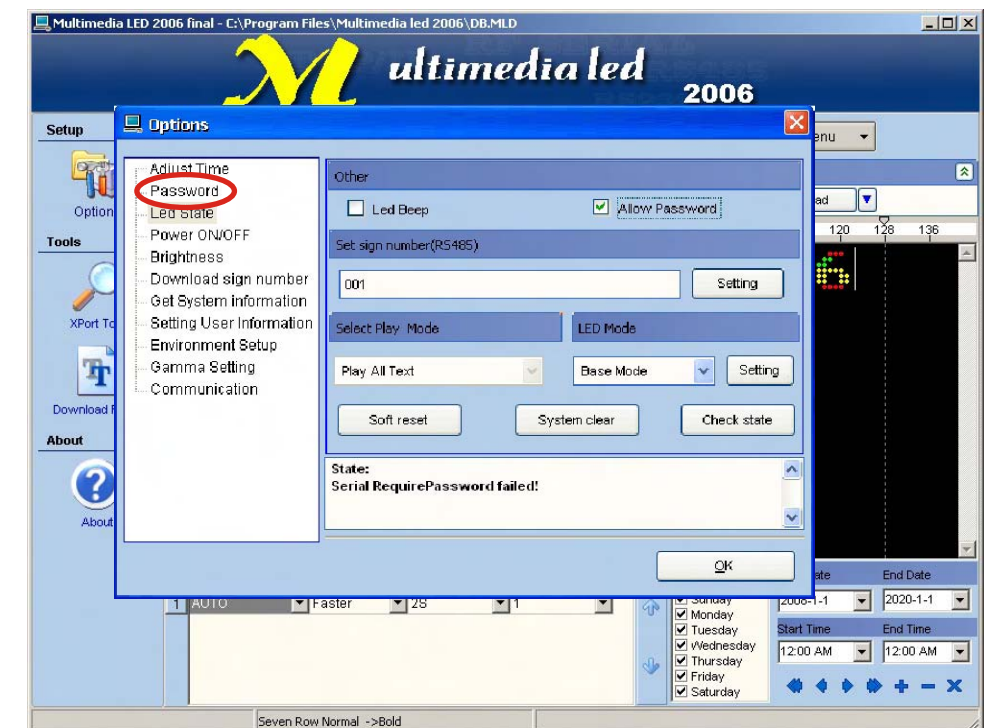 Multimedia LED 2006 final - C:\Program Files\Multimedia led 2006\DB.MLD
Multimedia led
2006
Setup
Option
Tools
XPort To
Download F
About
About
enu
ad
120 128 136
6
Options
Adjust Time
Password
Led State
Power ON/OFF
Brightness
Download sign number
Get System information
Setting User Information
Environment Setup
Gamma Setting
Communication
Other
Led Beep
Allow Password
Set sign number(RS485)
001
Setting
Select Play Mode
LED Mode
Play All Text
Base Mode
Setting
Soft reset
System clear
Check state
State:
Serial RequirePassword failed!
OK
1 AUTO Faster 2S 1
Sunday
Monday
Tuesday
Wednesday
Thursday
Friday
Saturday
ate
End Date
2006-1-1
2020-1-1
Start Time
End Time
12:00 AM
12:00 AM
Seven Row Normal ->Bold